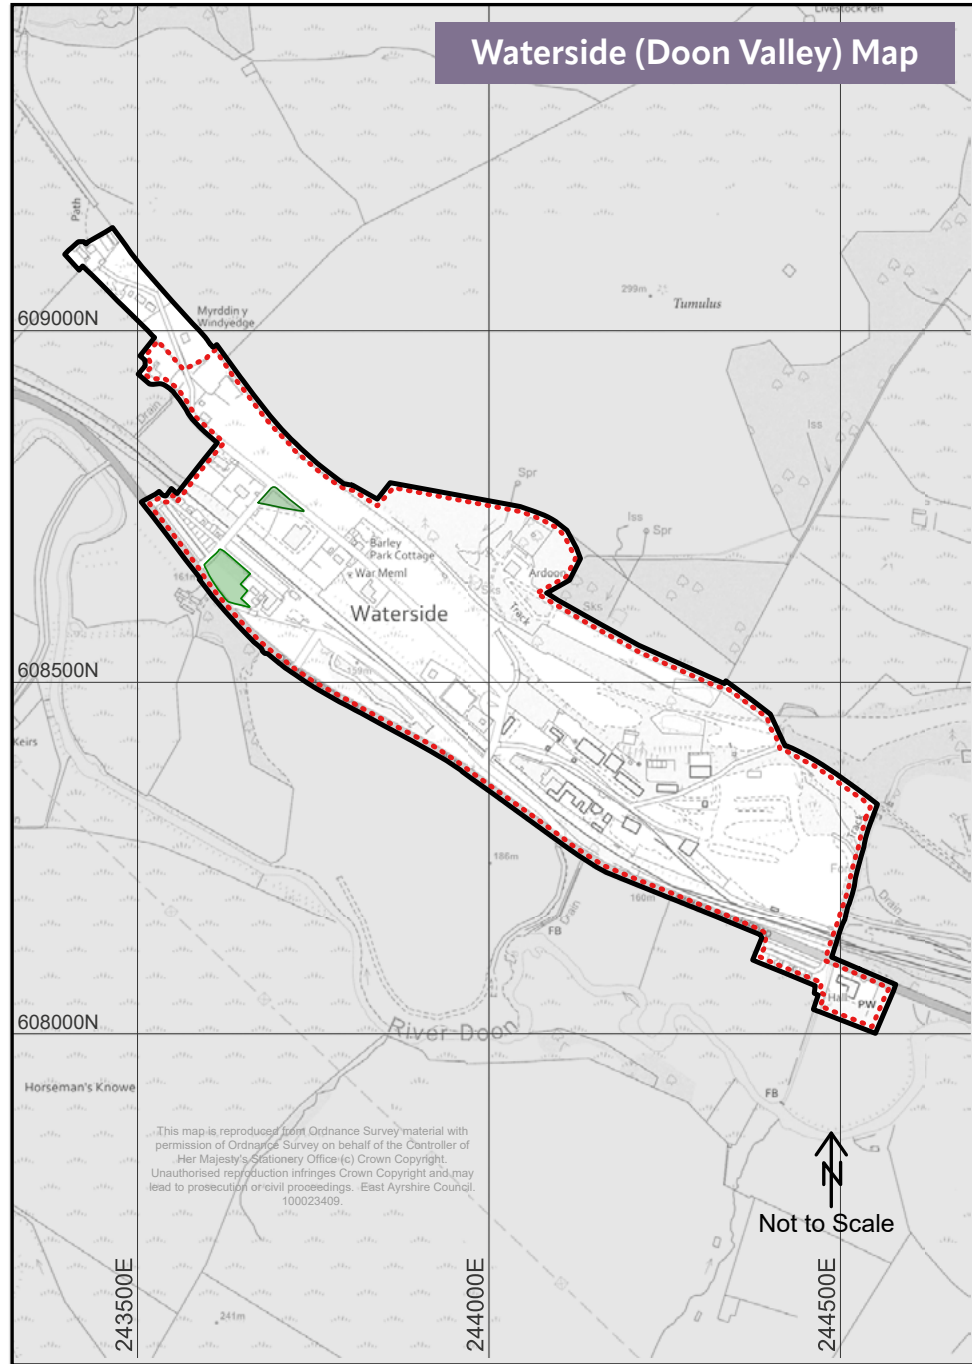 Livestock Pen
Waterside (Doon Valley) Map
Path
299m
Tumulus
Myrddin y
Windyedge
609000N
Drain
Iss
Spr
Iss
Spr
Barley
Park Cottage
War Meml
Ardoon
161m
Sks
Sks
Track
Waterside
159m
608500N
Keirs
186m
160m
Drain
Drain
FB
Hall
PW
608000N
River Doon
Horseman's Knowe
FB
This map is reproduced from Ordnance Survey material with
permission of Ordnance Survey on behalf of the Controller of
Her Majesty's Stationery Office (c) Crown Copyright.
Unauthorised reproduction infringes Crown Copyright and may
lead to prosecution or civil proceedings. East Ayrshire Council.
100023409.
N
Not to Scale
241m
243500E
244000E
244500E